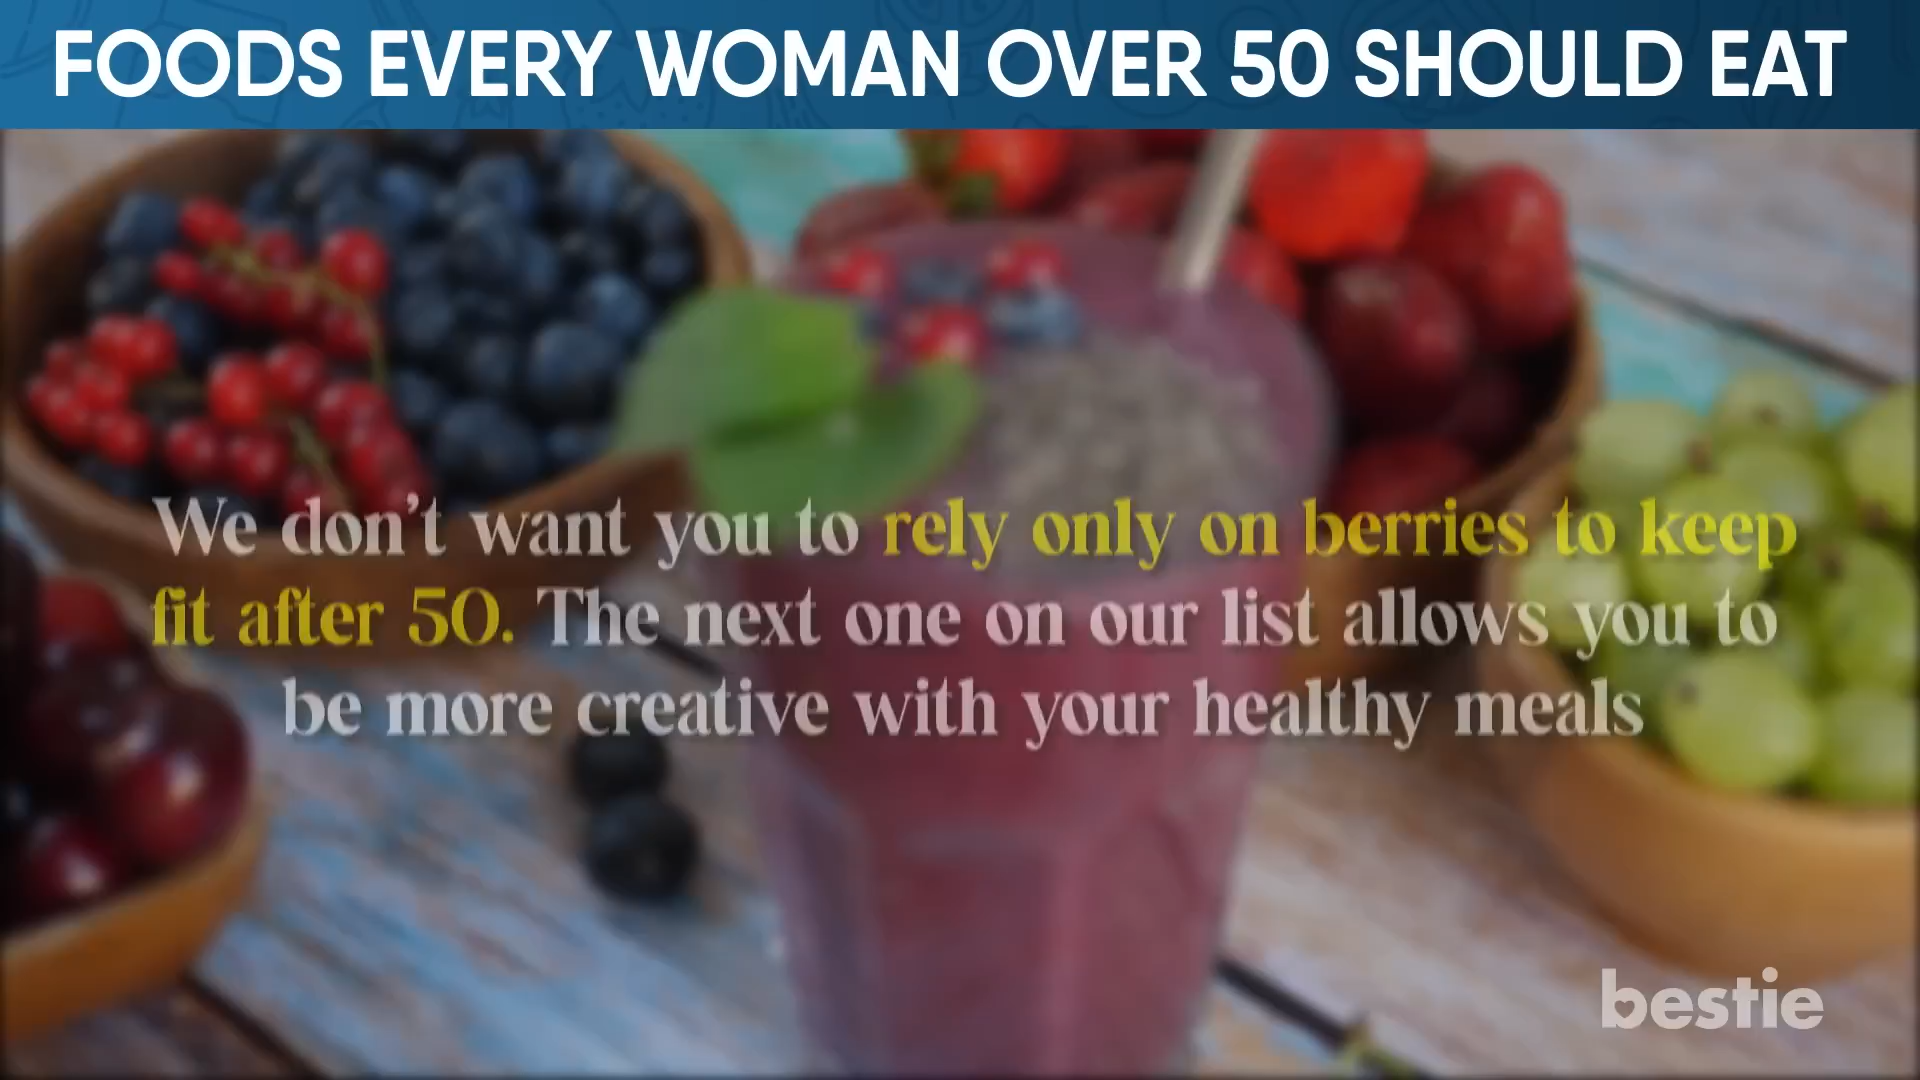 FOODS EVERY WOMAN OVER 50 SHOULD EAT
We don't want you to rely only on berries to keep
fit after 50. The next one on our list allows you to
be more creative with your healthy meals
bestie